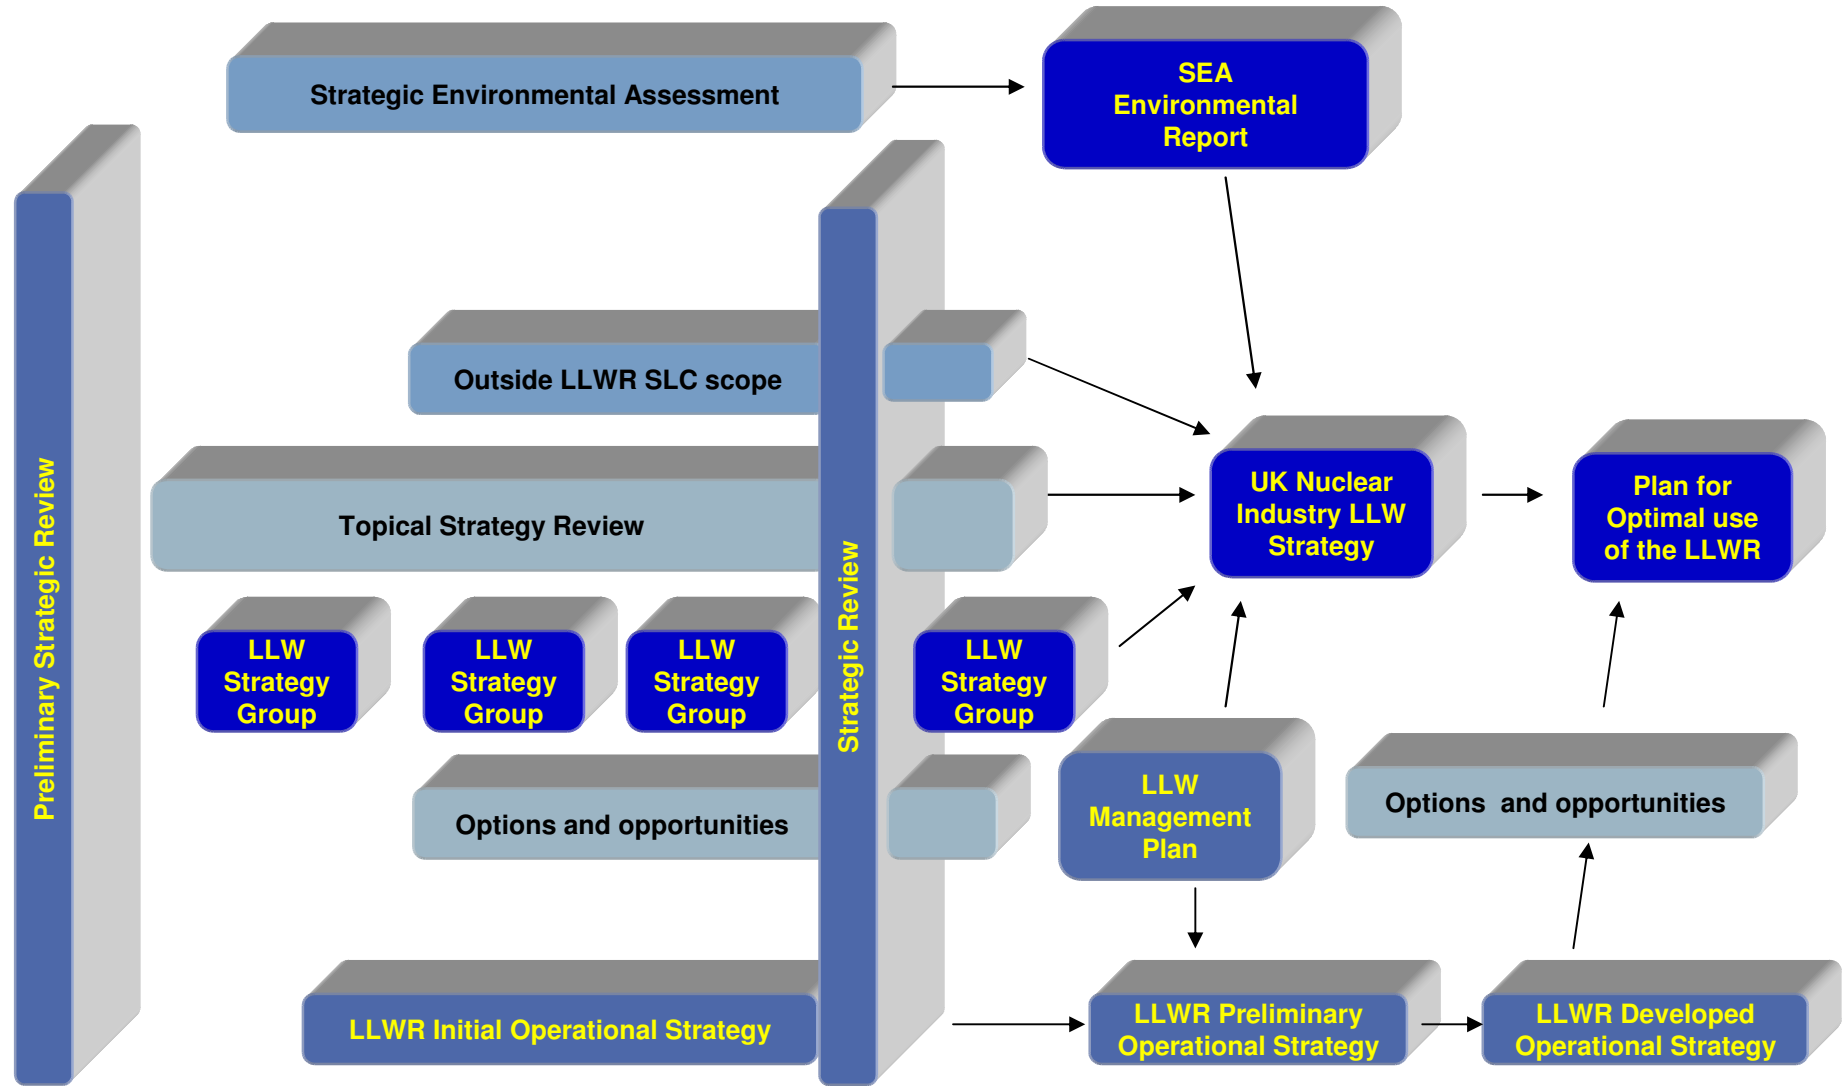 Strategic Environmental Assessment
SEA
Environmental
Report
Preliminary Strategic Review
Strategic Review
Outside LLWR SLC scope
Topical Strategy Review
UK Nuclear
Industry LLW
Strategy
Plan for
Optimal use
of the LLWR
LLW
Strategy
Group
LLW
Strategy
Group
LLW
Strategy
Group
LLW
Strategy
Group
Options and opportunities
LLW
Management
Plan
Options and opportunities
LLWR Initial Operational Strategy
LLWR Preliminary
Operational Strategy
LLWR Developed
Operational Strategy